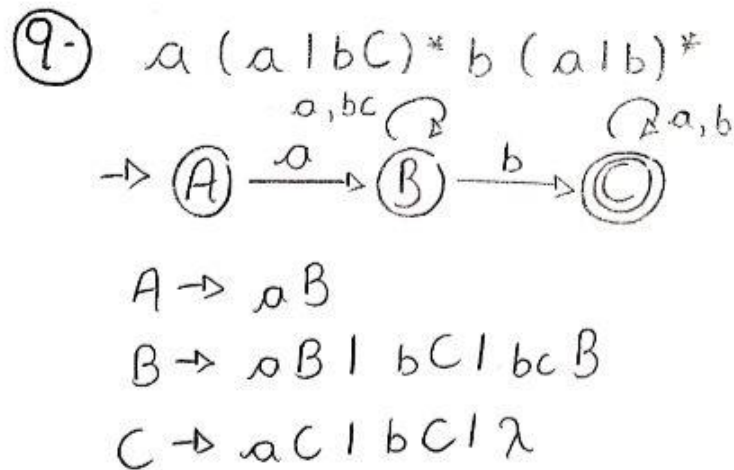 9- a (a | bC)* b (a | b)*
a, bc
a, b
→ A a B b C
A → aB
B → aB | bC | bcB
C → aC | bC | λ